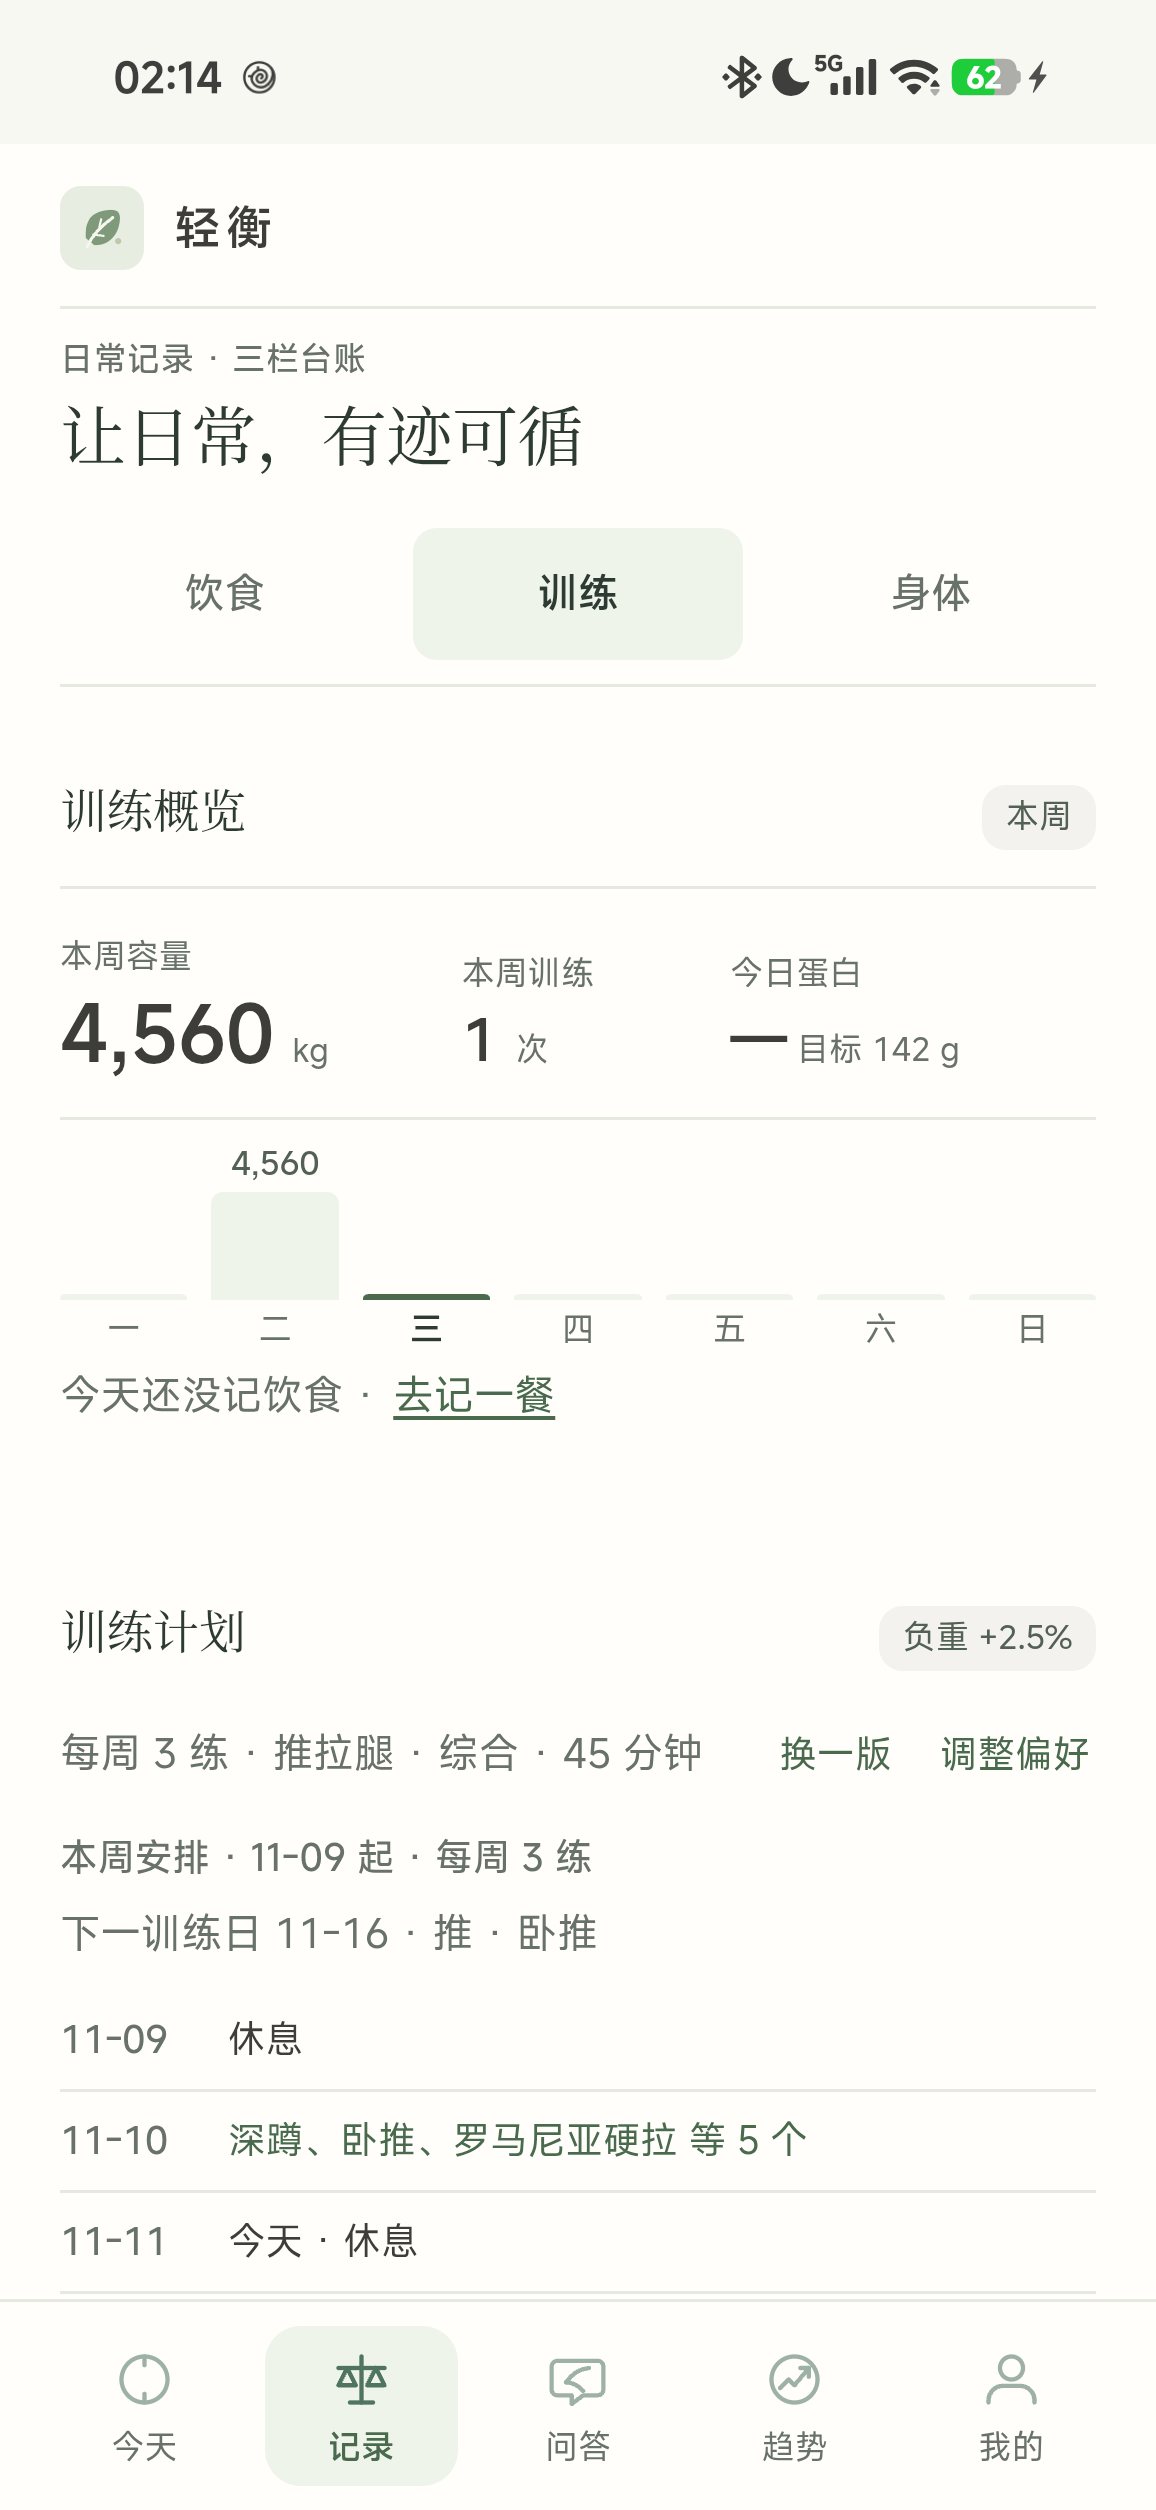 02:14 5G 62
轻衡
日常记录 · 三栏台账
让日常，有迹可循
饮食 训练 身体
训练概览 本周
本周容量 本周训练 今日蛋白
4,560 kg 1 次 — 目标 142 g
4,560
一 二 三 四 五 六 日
今天还没记饮食 · 去记一餐
训练计划 负重 +2.5%
每周 3 练 · 推拉腿 · 综合 · 45 分钟 换一版 调整偏好
本周安排 · 11-09 起 · 每周 3 练
下一训练日 11-16 · 推 · 卧推
11-09 休息
11-10 深蹲、卧推、罗马尼亚硬拉 等 5 个
11-11 今天 · 休息
今天 记录 问答 趋势 我的